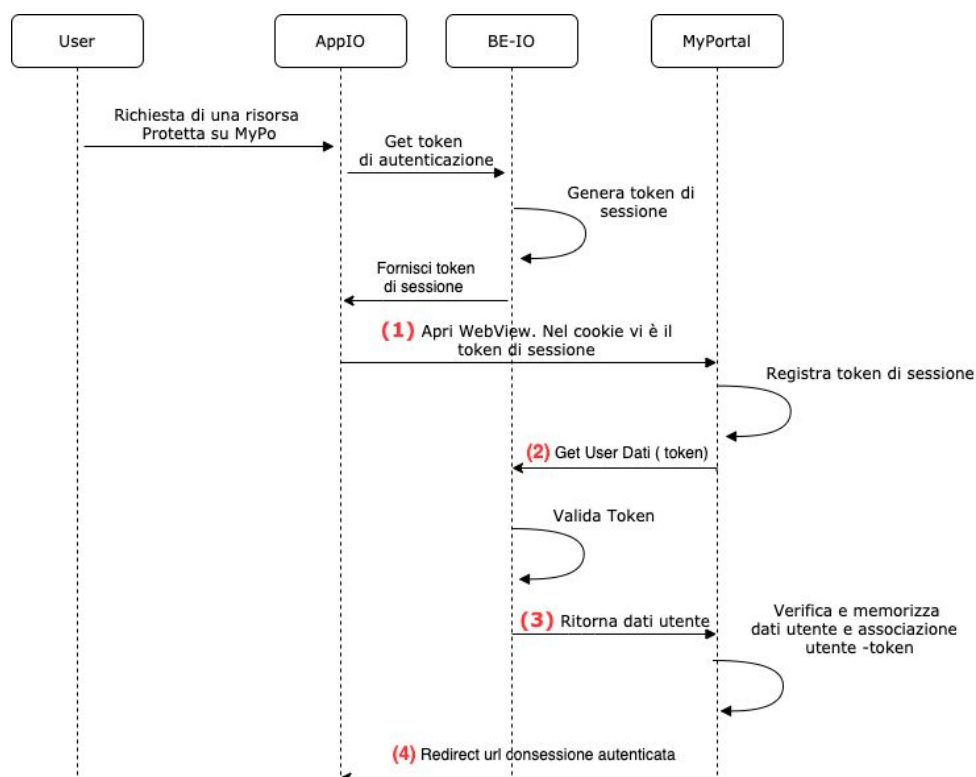 User
AppIO
BE-IO
MyPortal
Richiesta di una risorsa
Protetta su MyPo
Get token
di autenticazione
Genera token di
sessione
Fornisci token
di sessione
(1) Apri WebView. Nel cookie vi è il
token di sessione
Registra token di sessione
(2) Get User Dati ( token)
Valida Token
(3) Ritorna dati utente
Verifica e memorizza
dati utente e associazione
utente -token
(4) Redirect url consessione autenticata